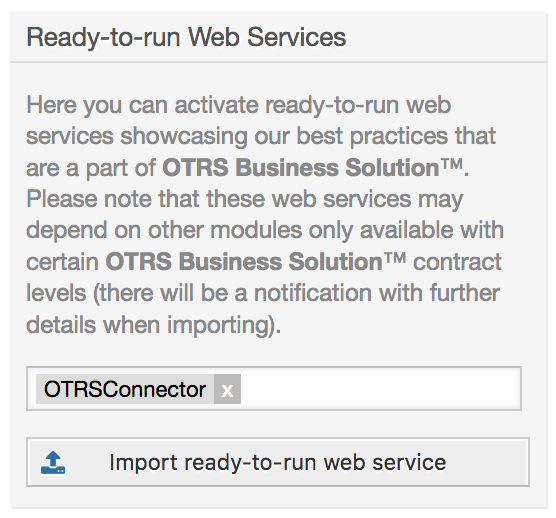 Ready-to-run Web Services
Here you can activate ready-to-run web
services showcasing our best practices that
are a part of OTRS Business Solution™.
Please note that these web services may
depend on other modules only available with
certain OTRS Business Solution™ contract
levels (there will be a notification with further
details when importing).
OTRSConnector x
Import ready-to-run web service